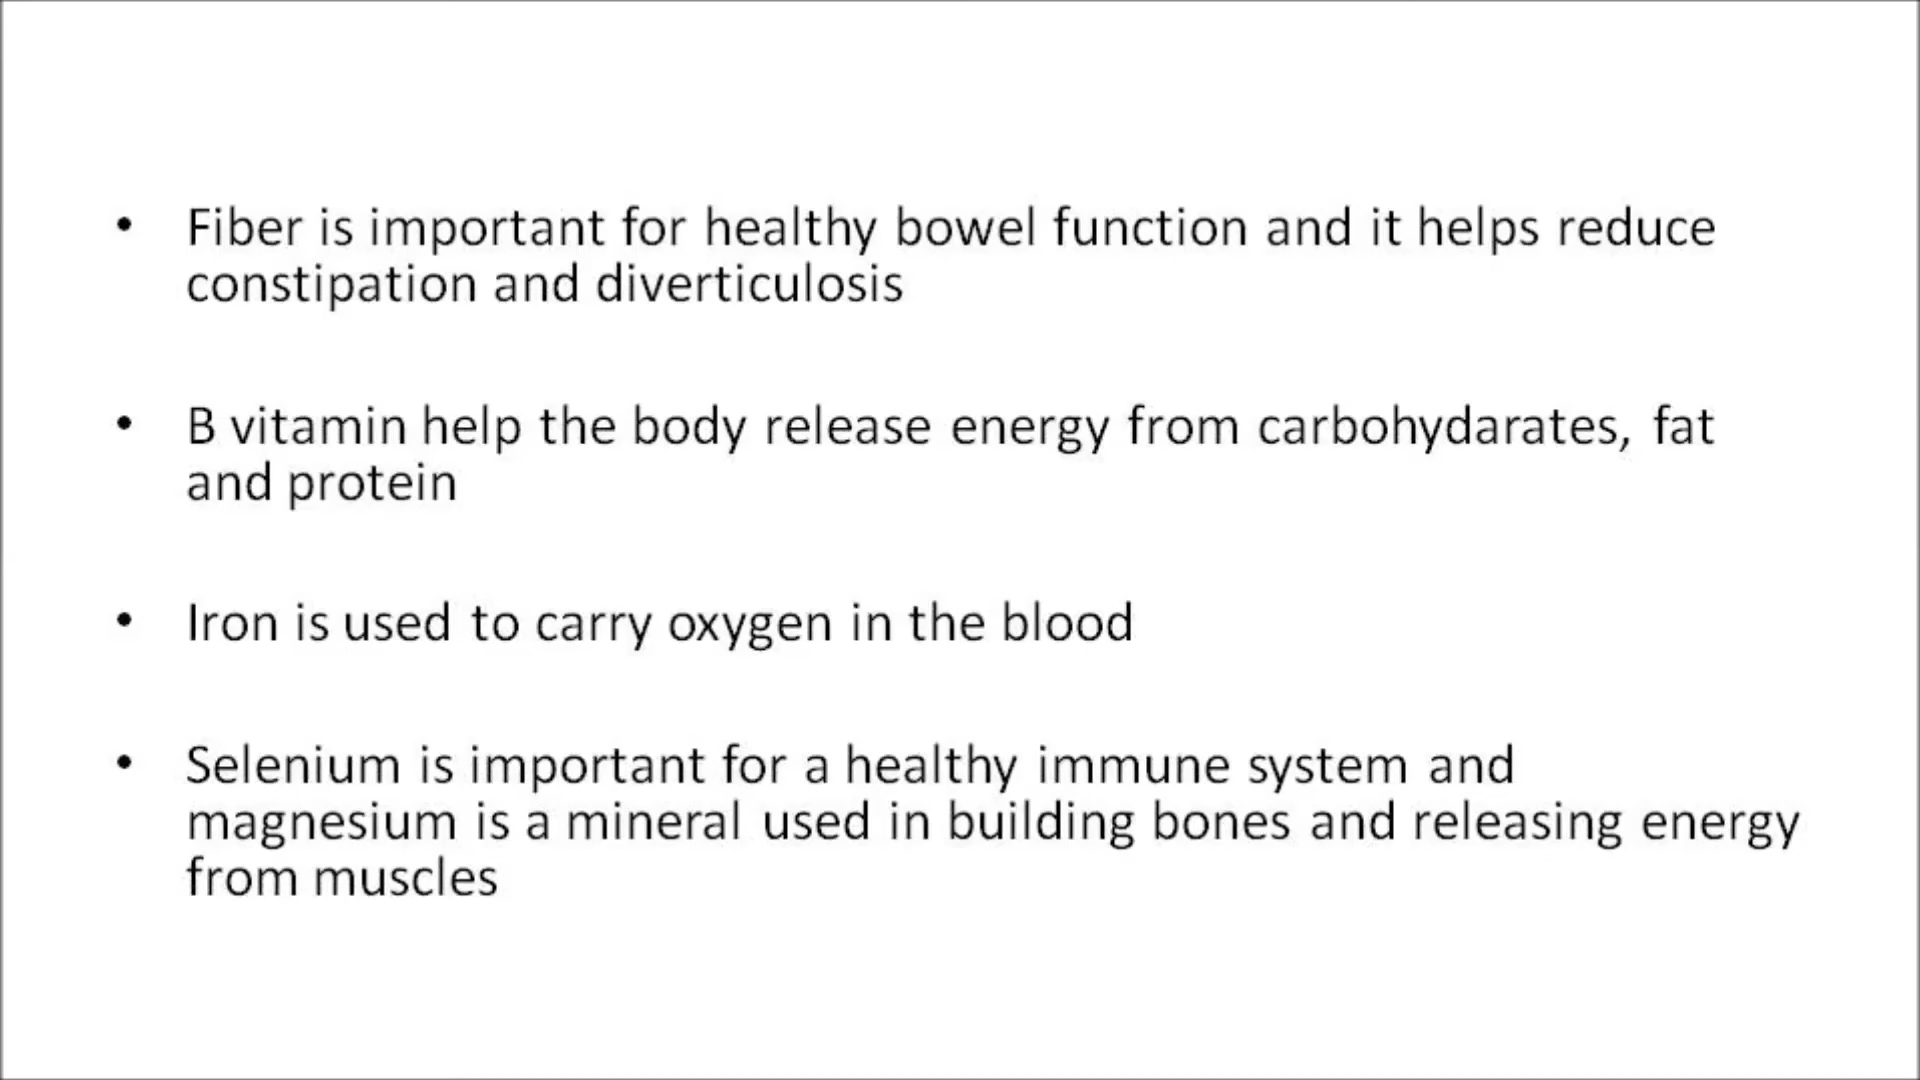 • Fiber is important for healthy bowel function and it helps reduce
constipation and diverticulosis
• B vitamin help the body release energy from carbohydarates, fat
and protein
• Iron is used to carry oxygen in the blood
• Selenium is important for a healthy immune system and
magnesium is a mineral used in building bones and releasing energy
from muscles